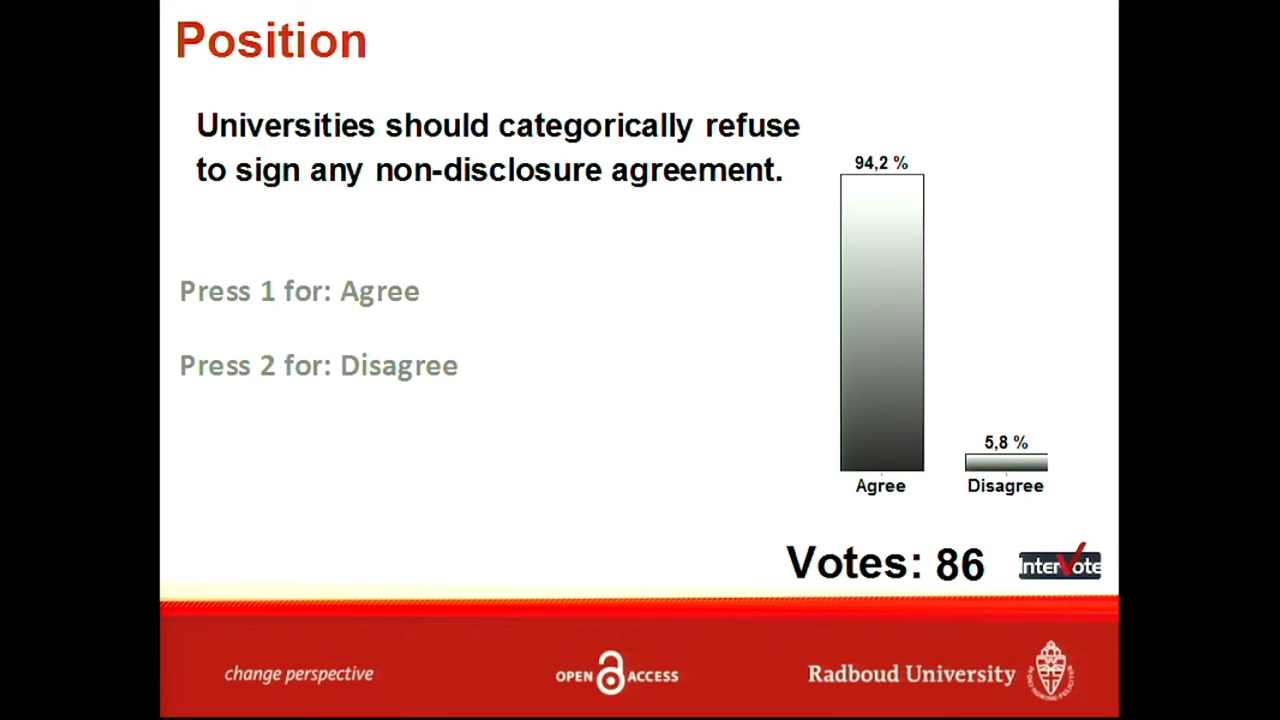 Position
Universities should categorically refuse
to sign any non-disclosure agreement.
94,2 %
Press 1 for: Agree
Press 2 for: Disagree
5,8 %
Agree
Disagree
Votes: 86
InterVote
change perspective
OPEN ACCESS
Radboud University